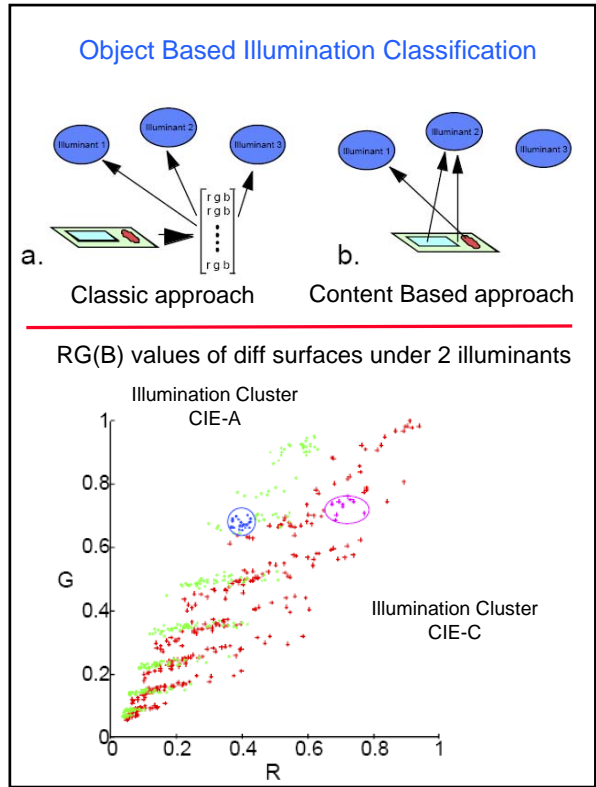 Object Based Illumination Classification
Illuminant 1
Illuminant 2
Illuminant 3
r g b
r g b
r g b
a.
Classic approach
Illuminant 1
Illuminant 2
Illuminant 3
b.
Content Based approach
RG(B) values of diff surfaces under 2 illuminants
Illumination Cluster
CIE-A
1
0.8
0.6
G
0.4
0.2
0
Illumination Cluster
CIE-C
0 0.2 0.4 0.6 0.8 1
R